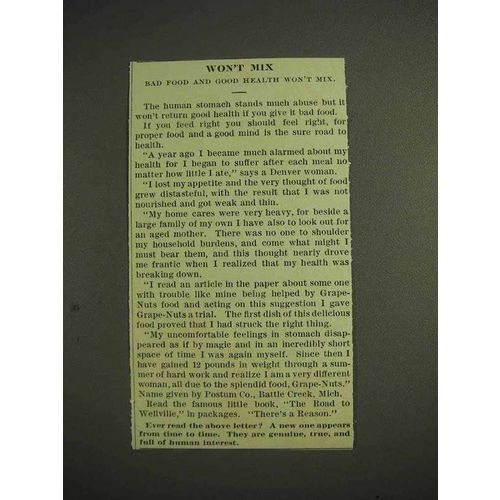 WON'T MIX
BAD FOOD AND GOOD HEALTH WON'T MIX.
The human stomach stands much abuse but it
won't return good health if you give it bad food.
If you feed right you should feel right, for
proper food and a good mind is the sure road to
health.
"A year ago I became much alarmed about my
health for I began to suffer after each meal no
matter how little I ate," says a Denver woman.
"I lost my appetite and the very thought of food
grew distasteful, with the result that I was not
nourished and got weak and thin.
"My home cares were very heavy, for beside a
large family of my own I have also to look out for
an aged mother. There was no one to shoulder
my household burdens, and come what might I
must bear them, and this thought nearly drove
me frantic when I realized that my health was
breaking down.
"I read an article in the paper about some one
with trouble like mine being helped by Grape-
Nuts food and acting on this suggestion I gave
Grape-Nuts a trial. The first dish of this delicious
food proved that I had struck the right thing.
"My uncomfortable feelings in stomach disap-
peared as if by magic and in an incredibly short
space of time I was again myself. Since then I
have gained 12 pounds in weight through a sum-
mer of hard work and realize I am a very different
woman, all due to the splendid food, Grape-Nuts."
Name given by Postum Co., Battle Creek, Mich.
Read the famous little book, "The Road to
Wellville," in packages. "There's a Reason."
Ever read the above letter? A new one appears
from time to time. They are genuine, true, and
full of human interest.